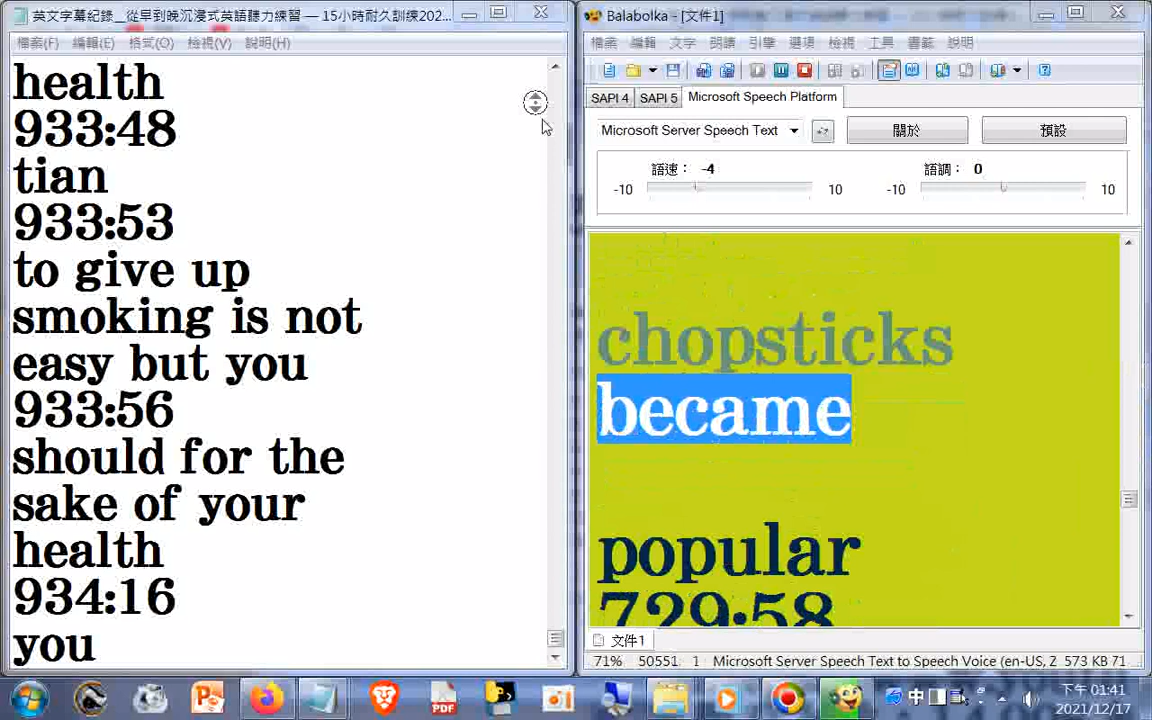 英文字幕紀錄__從早到晚沉浸式英語聽力練習 — 15小時耐久訓練202...
檔案(F) 編輯(E) 格式(O) 檢視(V) 說明(H)
health
933:48
tian
933:53
to give up
smoking is not
easy but you
933:56
should for the
sake of your
health
934:16
you
Balabolka - [文件1]
檔案 編輯 文字 朗讀 引擎 選項 檢視 工具 書籤 說明
SAPI 4 SAPI 5 Microsoft Speech Platform
Microsoft Server Speech Text 關於 預設
語速： -4 語調： 0
-10 10 -10 10
chopsticks
became
popular
729:58
文件1
71% 50551. 1 Microsoft Server Speech Text to Speech Voice (en-US, 2 573 KB 71
PDF 中 下午 01:41
2021/12/17